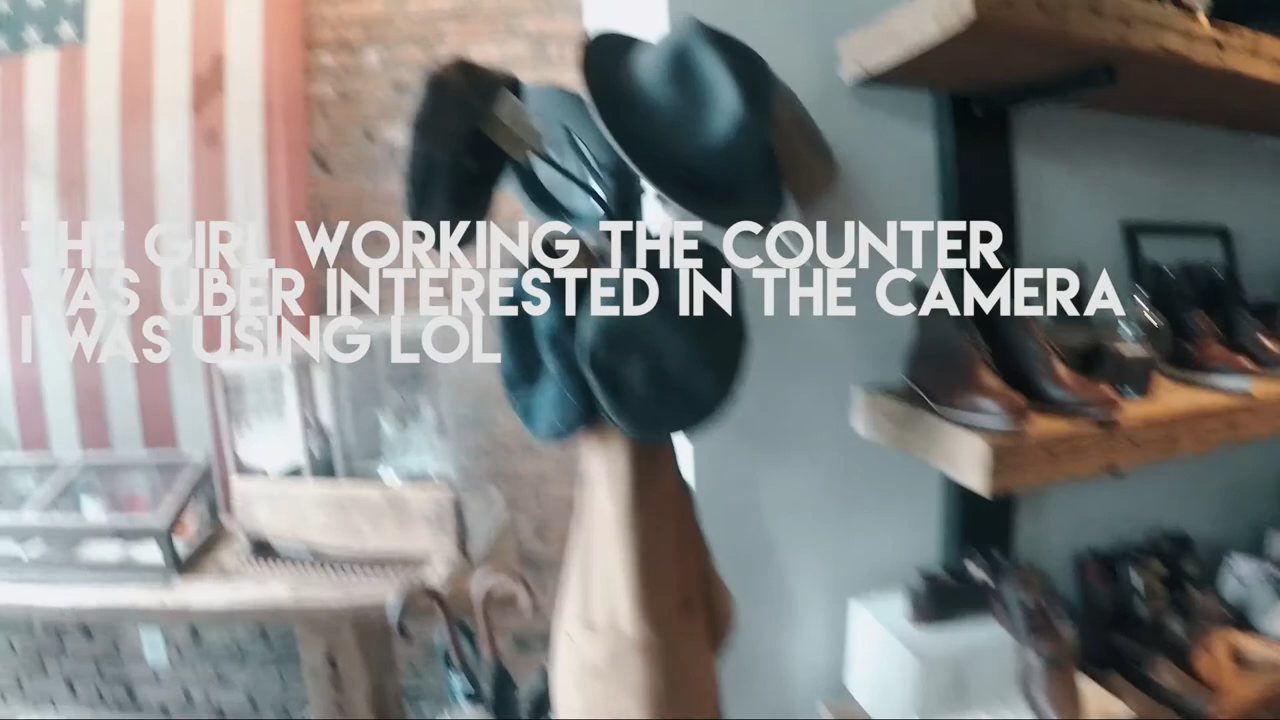 THE GIRL WORKING THE COUNTER
WAS UBER INTERESTED IN THE CAMERA
I WAS USING LOL